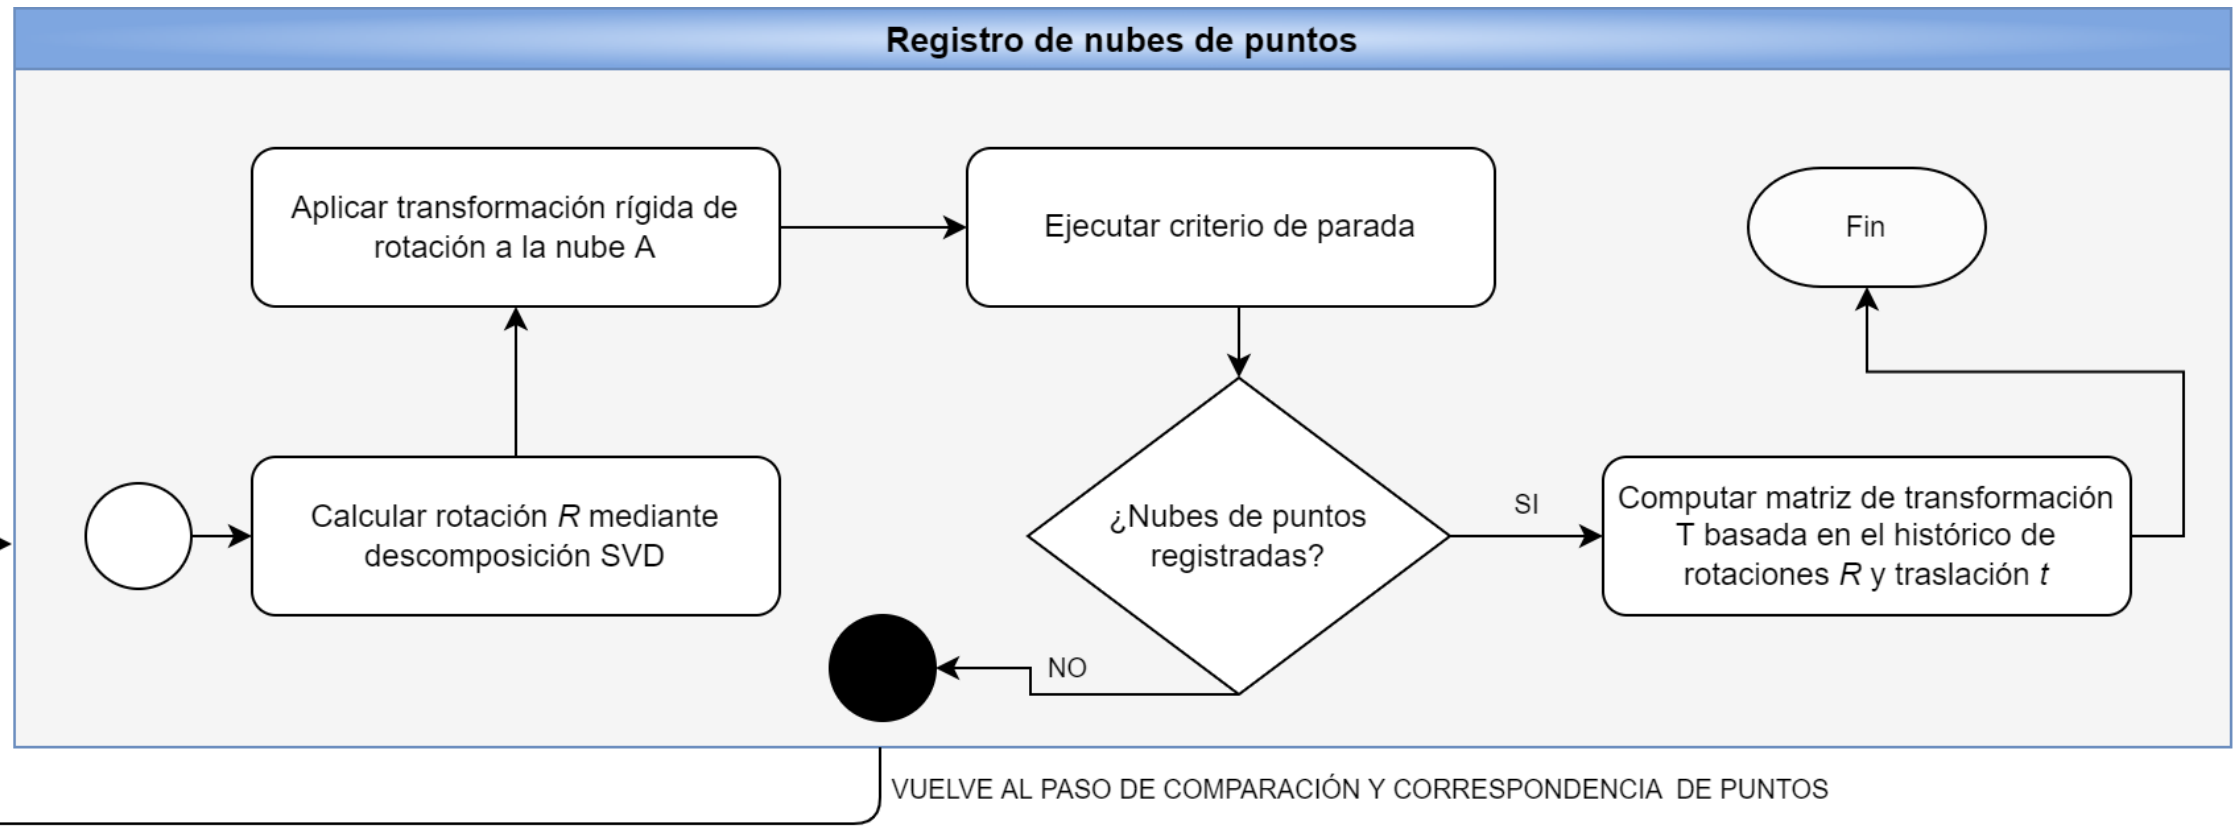 Registro de nubes de puntos
Aplicar transformación rígida de
rotación a la nube A
Ejecutar criterio de parada
Fin
Calcular rotación R mediante
descomposición SVD
¿Nubes de puntos
registradas?
SI
Computar matriz de transformación
T basada en el histórico de
rotaciones R y traslación t
NO
VUELVE AL PASO DE COMPARACIÓN Y CORRESPONDENCIA DE PUNTOS